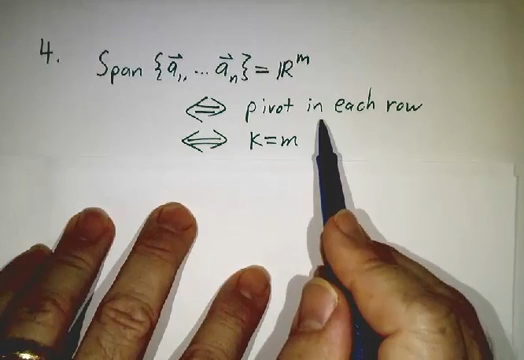 4. Span {a⃗₁, ... a⃗ₙ} = ℝᵐ
⇔ pivot in each row
⇔ k=m